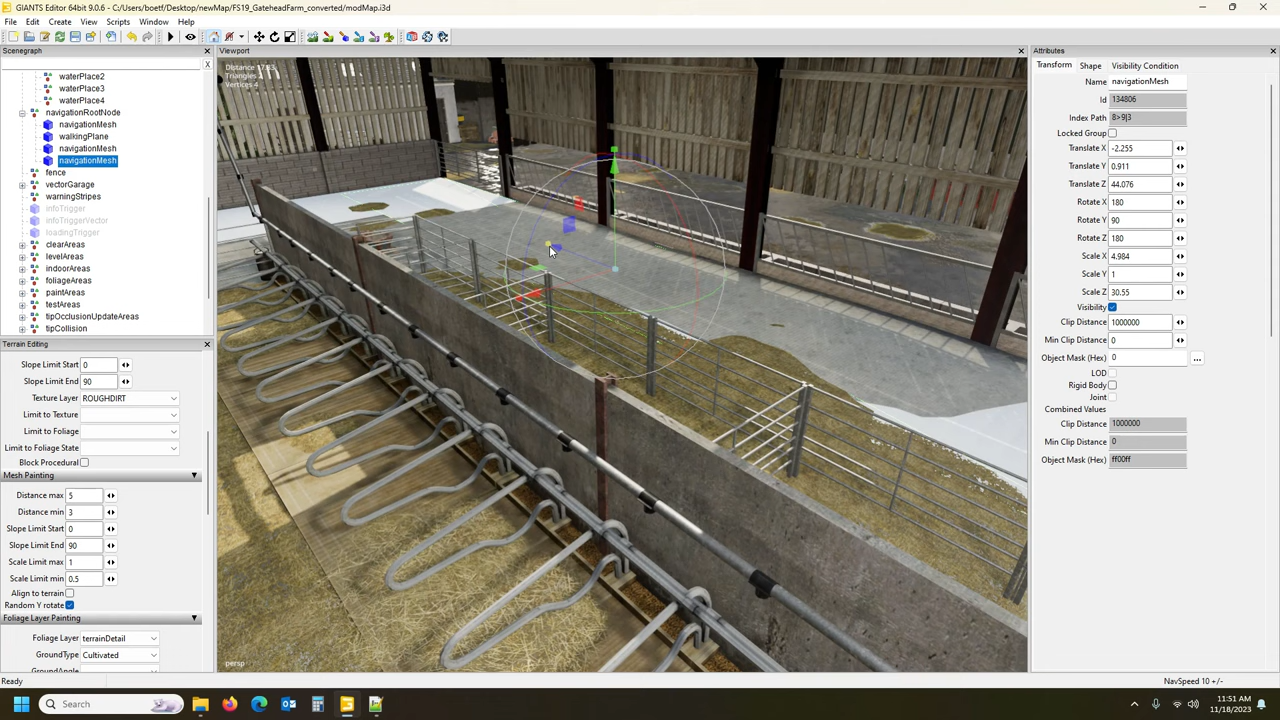 GIANTS Editor 64bit 9.0.6 - C:/Users/boetf/Desktop/newMap/FS19_GateheadFarm_converted/modMap.i3d
File Edit Create View Scripts Window Help
Scenegraph
X
waterPlace2
waterPlace3
waterPlace4
navigationRootNode
navigationMesh
walkingPlane
navigationMesh
navigationMesh
fence
vectorGarage
warningStripes
infoTrigger
infoTriggerVector
loadingTrigger
clearAreas
levelAreas
indoorAreas
foliageAreas
paintAreas
testAreas
tipOcclusionUpdateAreas
tipCollision
Terrain Editing
Slope Limit Start 0
Slope Limit End 90
Texture Layer ROUGHDIRT
Limit to Texture
Limit to Foliage
Limit to Foliage State
Block Procedural
Mesh Painting
Distance max 5
Distance min 3
Slope Limit Start 0
Slope Limit End 90
Scale Limit max 1
Scale Limit min 0.5
Align to terrain
Random Y rotate
Foliage Layer Painting
Foliage Layer terrainDetail
GroundType Cultivated
Ready
Viewport
Triangles 2
Vertices 4
persp
Attributes
Transform Shape Visibility Condition
Name navigationMesh
Id 134806
Index Path 8>9|3
Locked Group
Translate X -2.255
Translate Y 0.911
Translate Z 44.076
Rotate X 180
Rotate Y 90
Rotate Z 180
Scale X 4.984
Scale Y 1
Scale Z 30.55
Visibility
Clip Distance 1000000
Min Clip Distance 0
Object Mask (Hex) 0 ...
LOD
Rigid Body
Joint
Combined Values
Clip Distance 1000000
Min Clip Distance 0
Object Mask (Hex) ff00ff
NavSpeed 10 +/-
Search
11:51 AM
11/18/2023